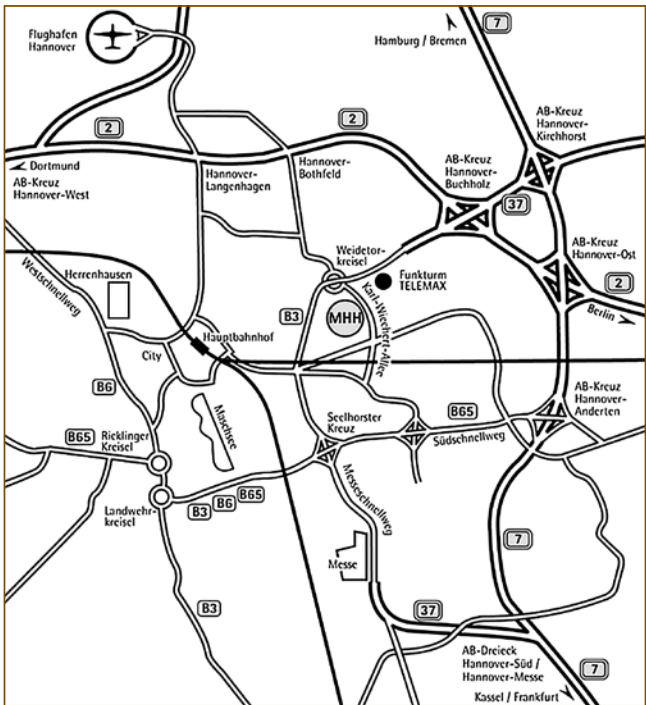 Flughafen
Hannover
7
Hamburg / Bremen
2
2
AB-Kreuz
Hannover-
Kirchhorst
Dortmund
AB-Kreuz
Hannover-West
Hannover-
Langenhagen
Hannover-
Bothfeld
AB-Kreuz
Hannover-
Buchholz
37
Weidetor-
kreisel
AB-Kreuz
Hannover-Ost
Westschnellweg
Herrenhausen
Funkturm
TELEMAX
2
Berlin
B3
MHH
Karl-Wiechert-Allee
Hauptbahnhof
City
B6
AB-Kreuz
Hannover-
Anderten
Maschsee
Seelhorster
Kreuz
B65
B65
Ricklinger
Kreisel
Südschnellweg
Messeschnellweg
Landwehr-
kreisel
B3
B6
B65
7
Messe
B3
37
AB-Dreieck
Hannover-Süd /
Hannover-Messe
7
Kassel / Frankfurt